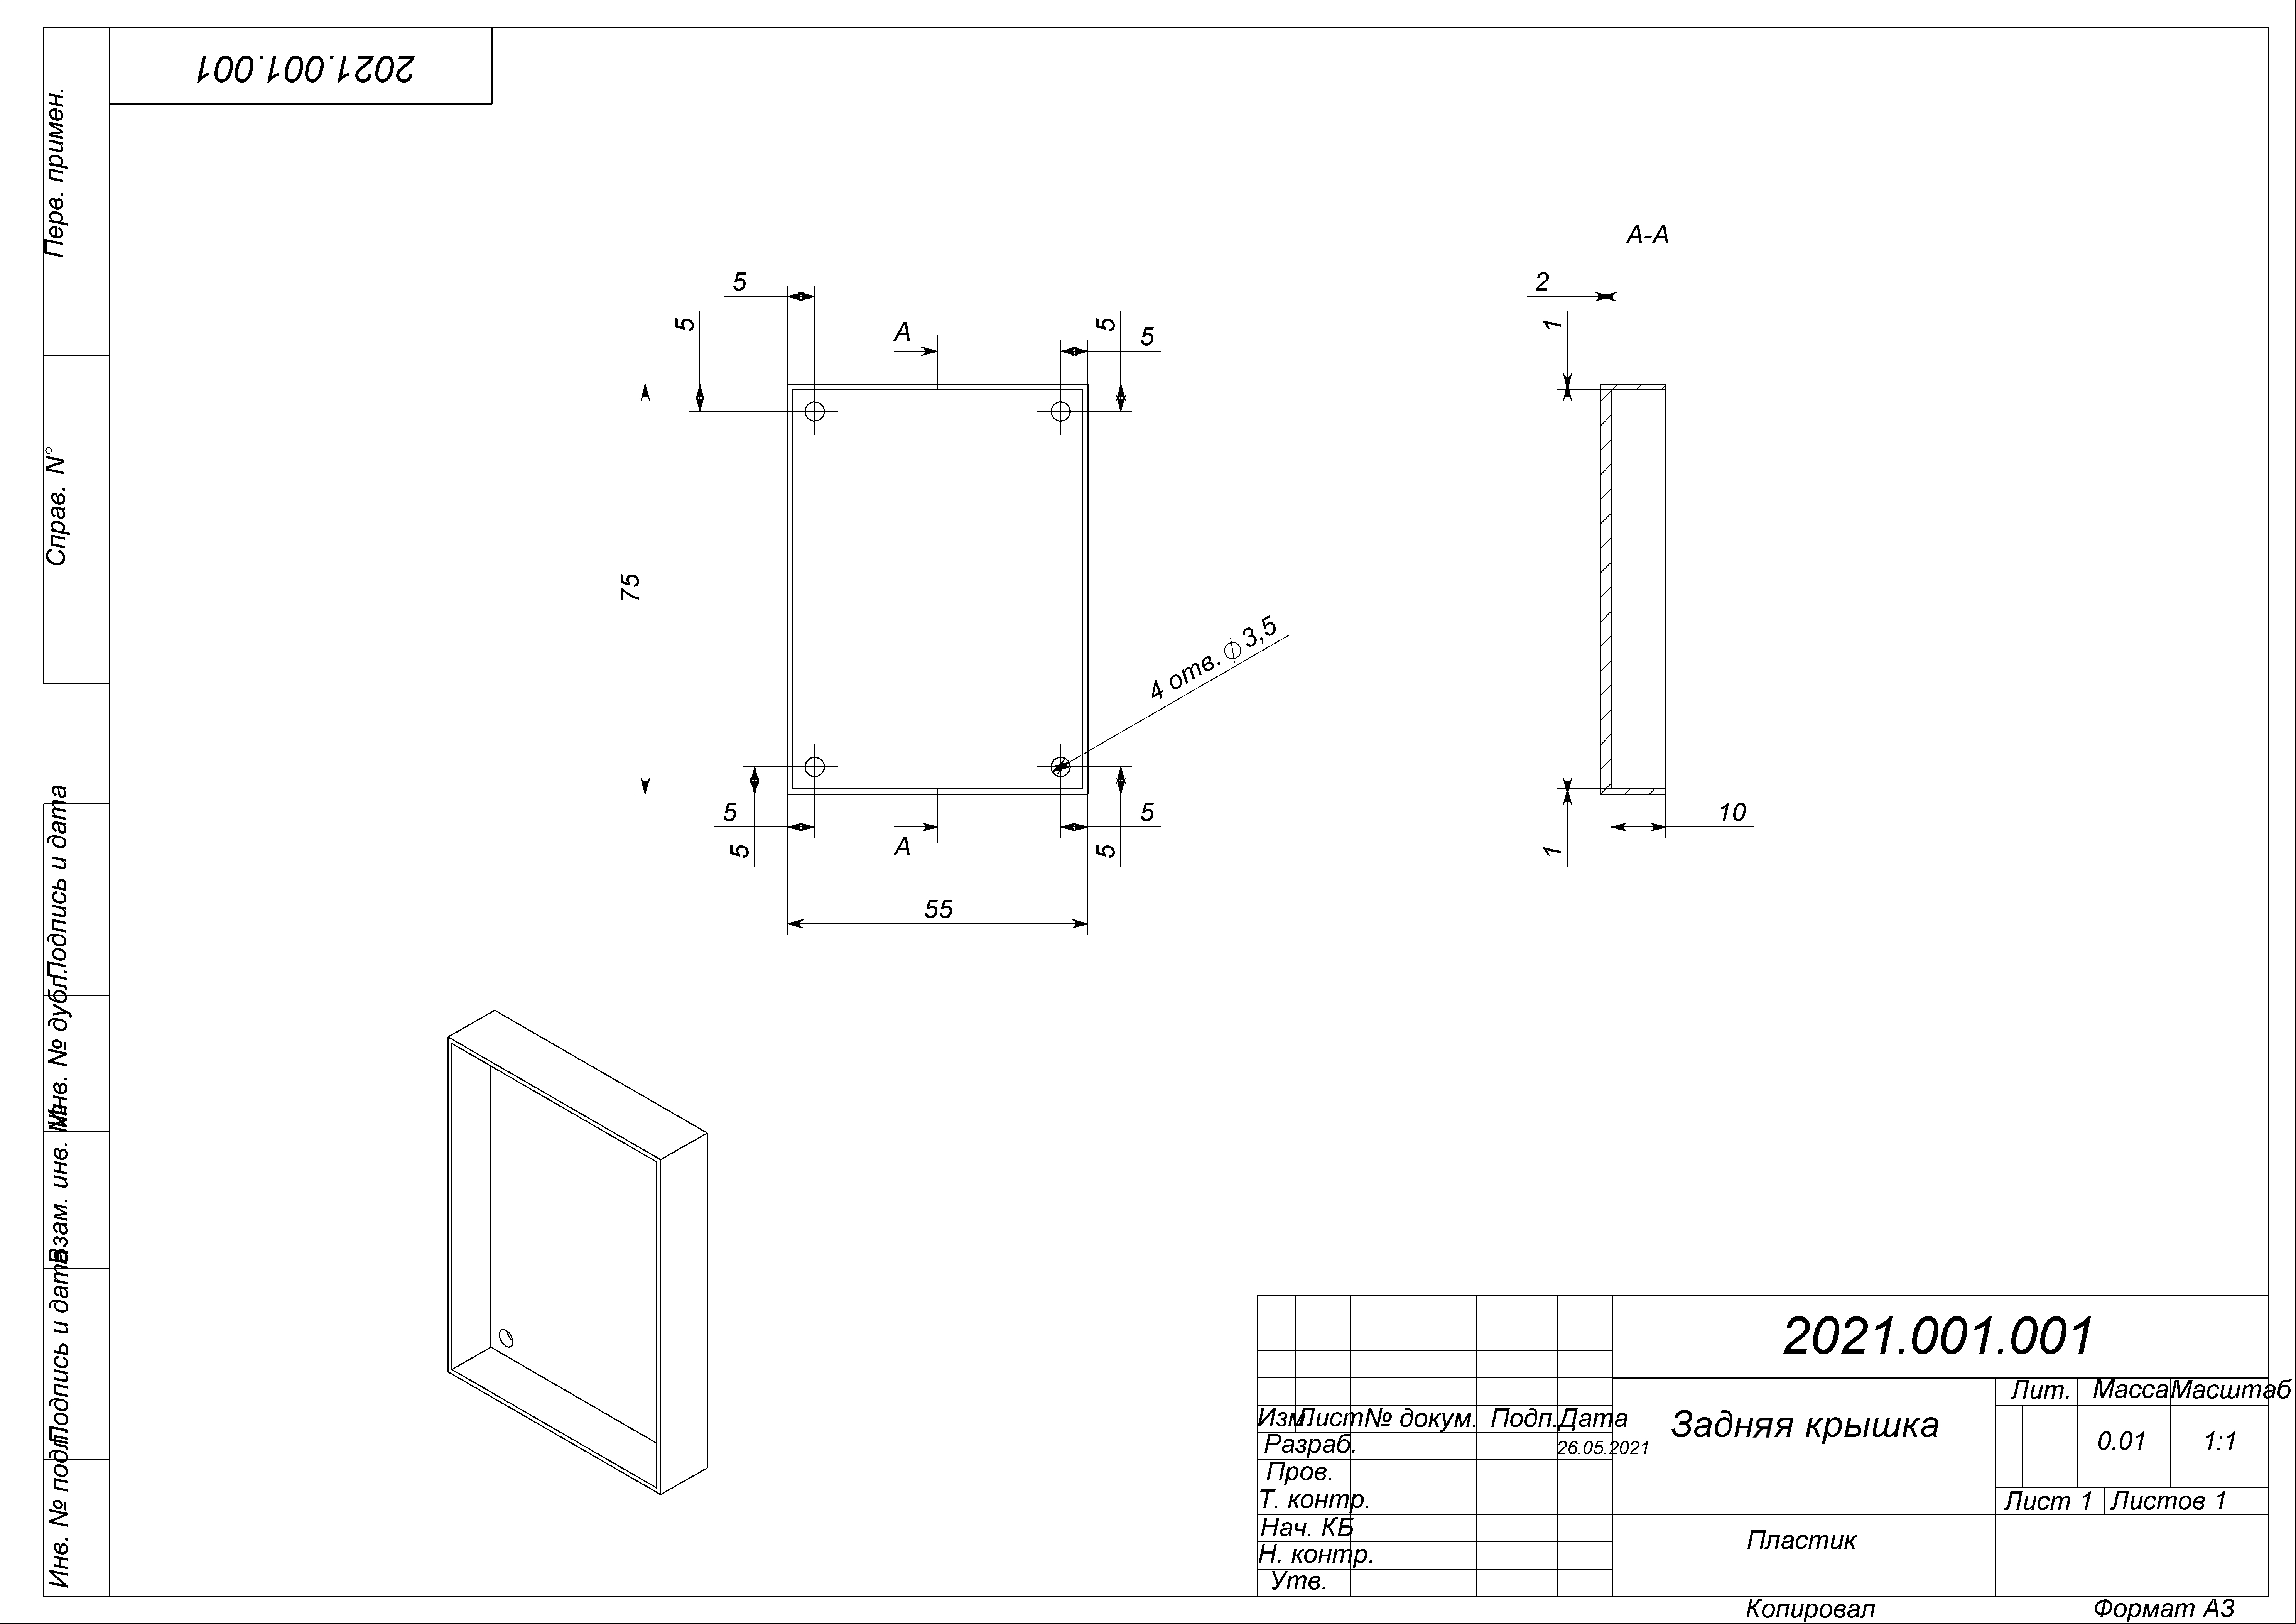 2021.001.001
Перв. примен.
Справ. N°
Подпись и дата
Инв. № дубл.
Взам. инв. №
Подпись и дата
Инв. № подл.
A-A
5
5
A
5
5
2
1
75
4 отв. ϕ 3,5
5
5
A
5
5
55
1
10
2021.001.001
Лит.
Масса
Масштаб
Изм.
Лист
№ докум.
Подп.
Дата
Задняя крышка
Разраб.
26.05.2021
0.01
1:1
Пров.
Т. контр.
Лист 1
Листов 1
Нач. КБ
Пластик
Н. контр.
Утв.
Копировал
Формат А3